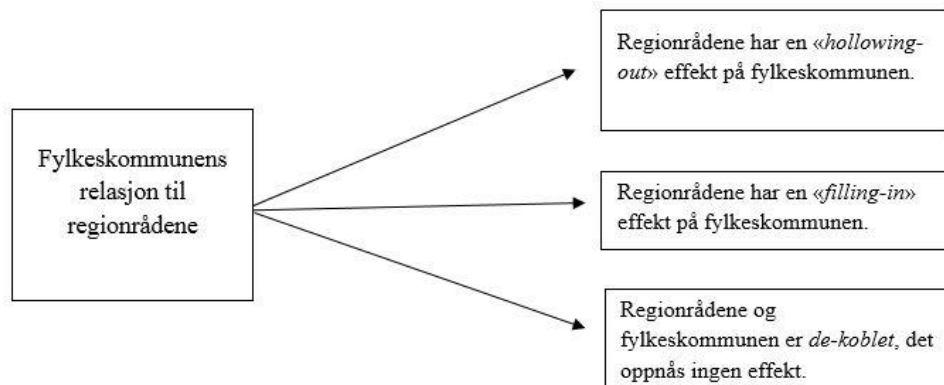 Fylkeskommunens
relasjon til
regionrådene
Regionrådene har en «hollowing-
out» effekt på fylkeskommunen.
Regionrådene har en «filling-in»
effekt på fylkeskommunen.
Regionrådene og
fylkeskommunen er de-koblet, det
oppnås ingen effekt.